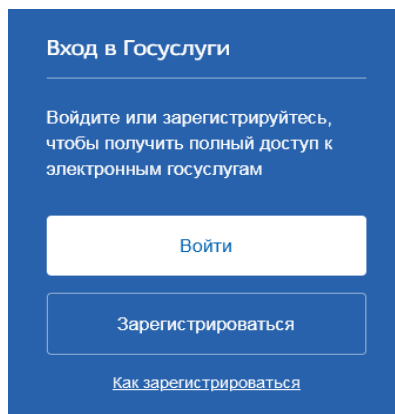 Вход в Госуслуги
Войдите или зарегистрируйтесь,
чтобы получить полный доступ к
электронным госуслугам
Войти
Зарегистрироваться
Как зарегистрироваться